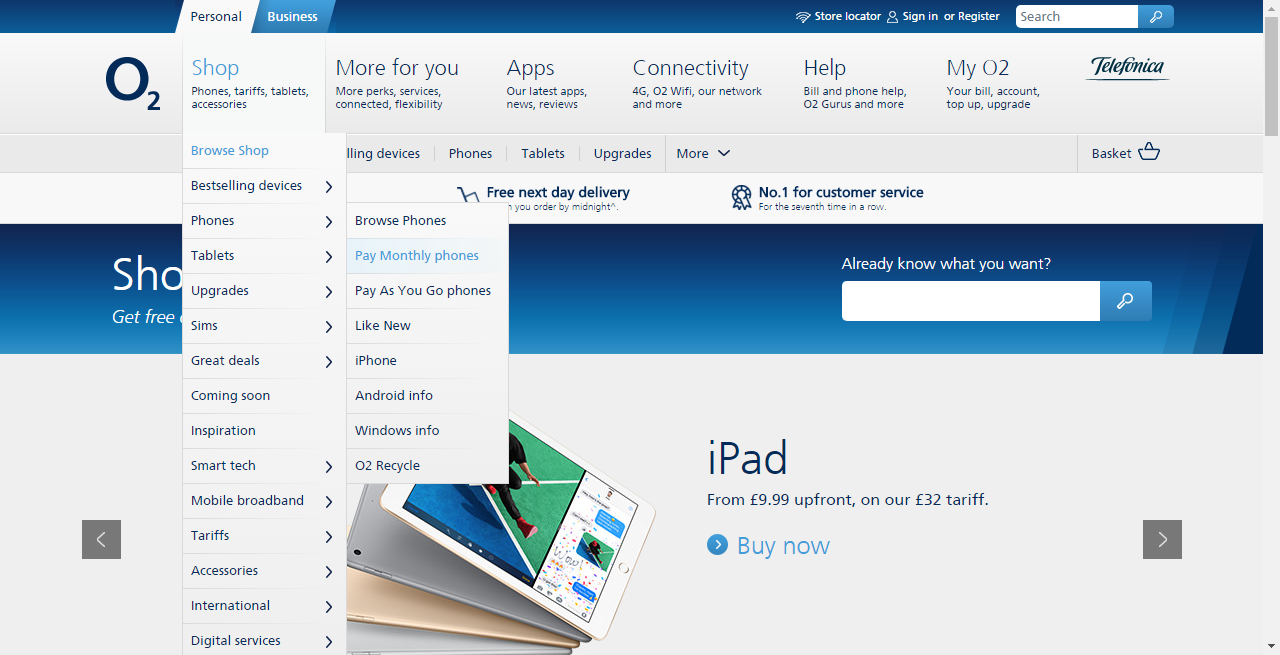 Personal
Business
Store locator
Sign in or Register
Search
O2
Shop
Phones, tariffs, tablets,
accessories
More for you
More perks, services,
connected, flexibility
Apps
Our latest apps,
news, reviews
Connectivity
4G, O2 Wifi, our network
and more
Help
Bill and phone help,
O2 Gurus and more
My O2
Your bill, account,
top up, upgrade
Telefónica
Browse Shop
lling devices
Phones
Tablets
Upgrades
More
Basket
Free next day delivery
you order by midnight^.
No.1 for customer service
For the seventh time in a row.
Bestselling devices
Phones
Tablets
Upgrades
Sims
Great deals
Coming soon
Inspiration
Smart tech
Mobile broadband
Tariffs
Accessories
International
Digital services
Browse Phones
Pay Monthly phones
Pay As You Go phones
Like New
iPhone
Android info
Windows info
O2 Recycle
Sho
Get free
Already know what you want?
iPad
From £9.99 upfront, on our £32 tariff.
Buy now